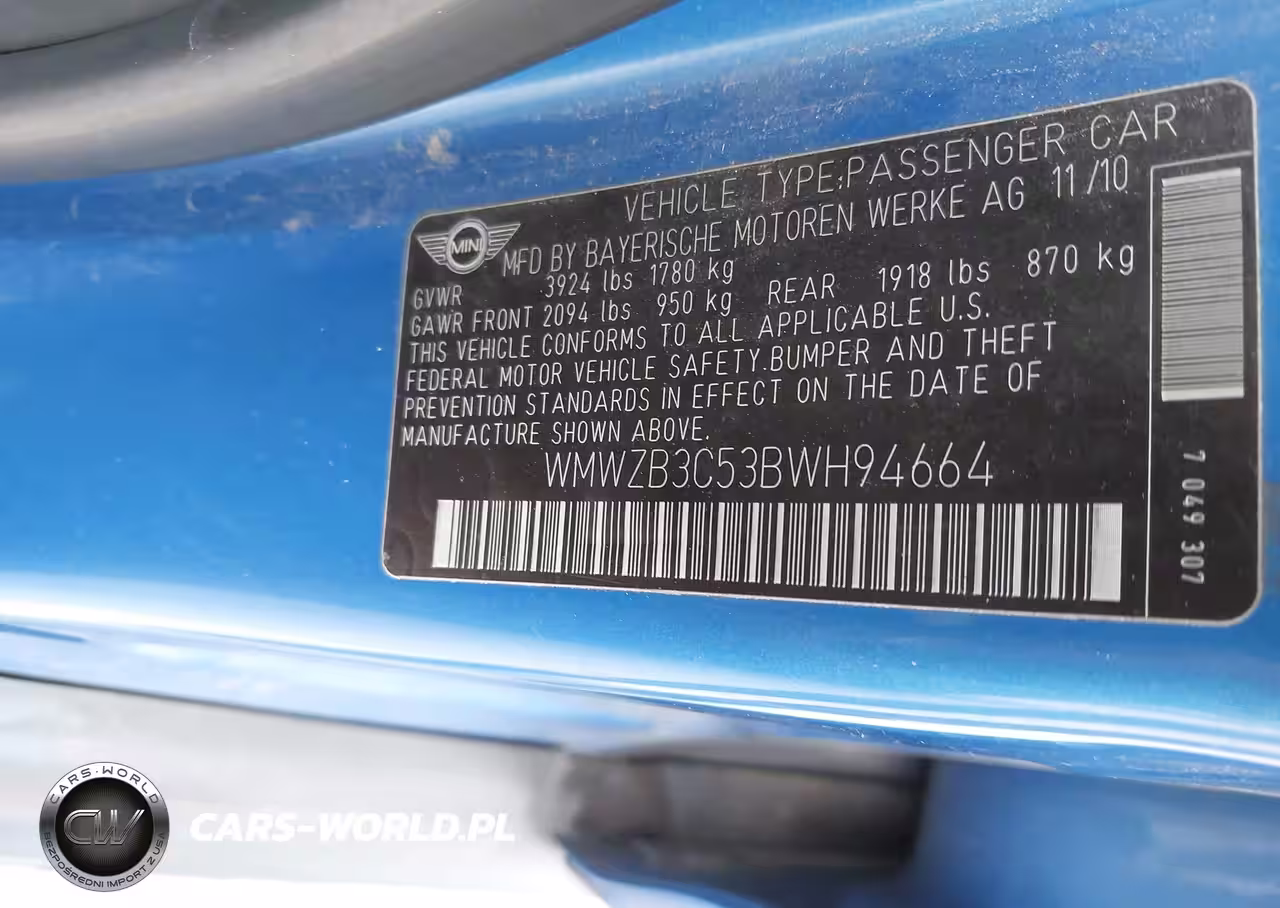 VEHICLE TYPE:PASSENGER CAR
MINI
MFD BY BAYERISCHE MOTOREN WERKE AG 11/10
GVWR 3924 lbs 1780 kg
GAWR FRONT 2094 lbs 950 kg REAR 1918 lbs 870 kg
THIS VEHICLE CONFORMS TO ALL APPLICABLE U.S.
FEDERAL MOTOR VEHICLE SAFETY.BUMPER AND THEFT
PREVENTION STANDARDS IN EFFECT ON THE DATE OF
MANUFACTURE SHOWN ABOVE.
WMWZB3C53BWH94664
7 049 307
CARS-WORLD
CW
BEZPOŚREDNI IMPORT Z USA
CARS-WORLD.PL